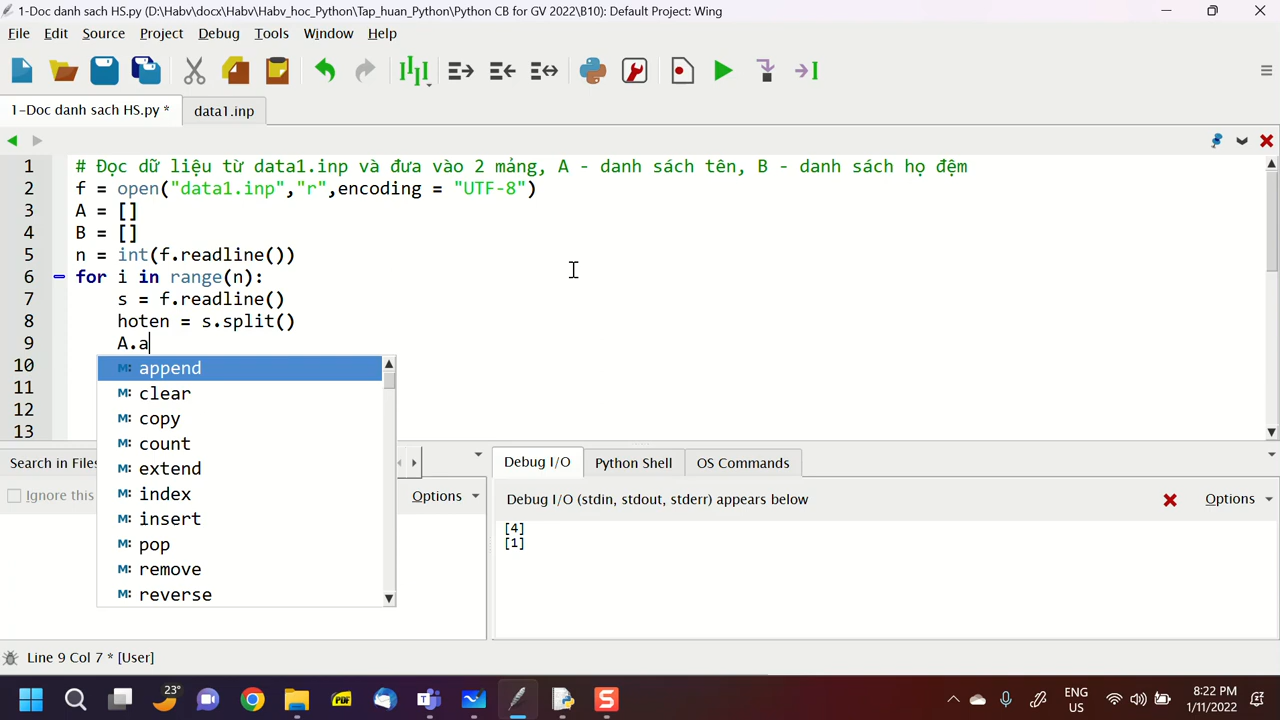 1-Doc danh sach HS.py (D:\Habv\docx\Habv\Habv_hoc_Python\Tap_huan_Python\Python CB for GV 2022\B10): Default Project: Wing
File Edit Source Project Debug Tools Window Help
1-Doc danh sach HS.py * data1.inp
1 # Đọc dữ liệu từ data1.inp và đưa vào 2 mảng, A - danh sách tên, B - danh sách họ đệm
2 f = open("data1.inp","r",encoding = "UTF-8")
3 A = []
4 B = []
5 n = int(f.readline())
6 for i in range(n):
7 s = f.readline()
8 hoten = s.split()
9 A.a
10
11
12
13
M: append
M: clear
M: copy
M: count
M: extend
M: index
M: insert
M: pop
M: remove
M: reverse
Search in Files
Ignore this
Options
Debug I/O Python Shell OS Commands
Debug I/O (stdin, stdout, stderr) appears below
Options
[4]
[1]
Line 9 Col 7 * [User]
23°
PDF
S
ENG
US
8:22 PM
1/11/2022